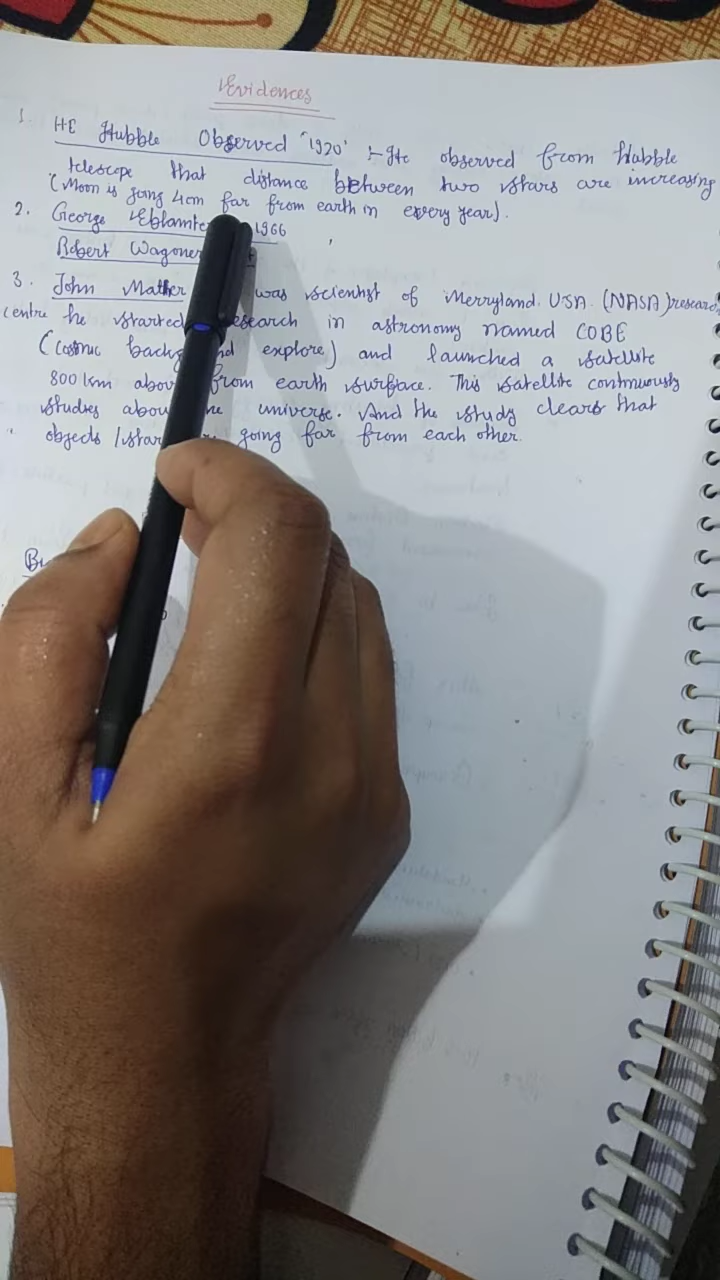 Evidences
1. HE Hubble Observed '1920' :- He observed from Hubble
telescope that distance between two stars are increasing
(Moon is going 4cm far from earth in every year).
2. George 1966
Robert Wagoner
3. John Mather was scientist of Merryland. USA. (NASA) research
centre he started research in astronomy named COBE
(cosmic explore) and launched a satellite
800 km from earth surface. This satellite continuously
studies universe. And the study clears that
objects going far from each other.